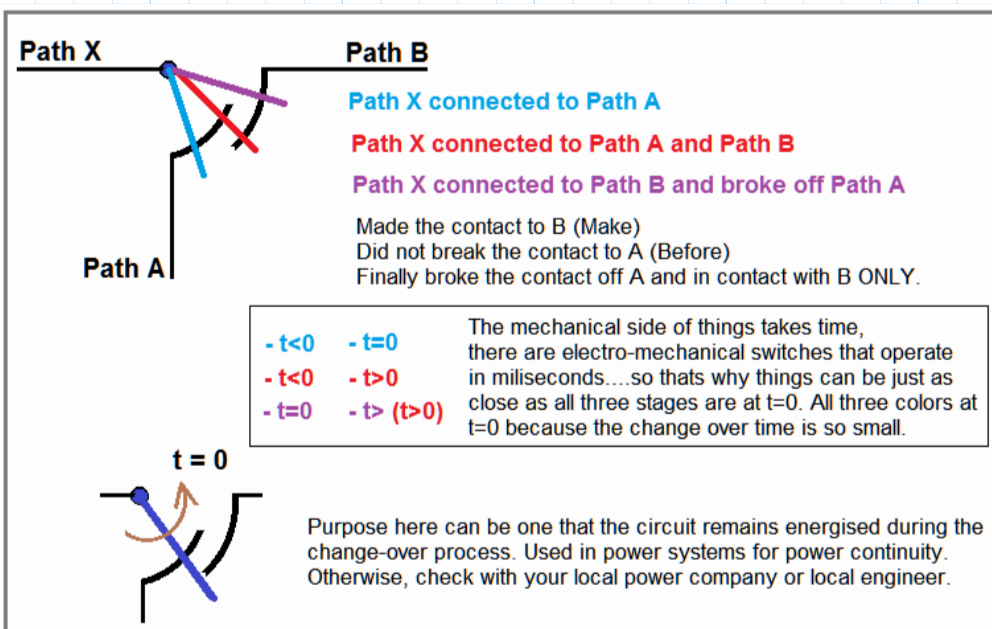 Path X
Path B
Path X connected to Path A
Path X connected to Path A and Path B
Path X connected to Path B and broke off Path A
Made the contact to B (Make)
Did not break the contact to A (Before)
Finally broke the contact off A and in contact with B ONLY.
Path A
- t<0 - t=0
- t<0 - t>0
- t=0 - t> (t>0)
The mechanical side of things takes time,
there are electro-mechanical switches that operate
in miliseconds....so thats why things can be just as
close as all three stages are at t=0. All three colors at
t=0 because the change over time is so small.
t = 0
Purpose here can be one that the circuit remains energised during the
change-over process. Used in power systems for power continuity.
Otherwise, check with your local power company or local engineer.